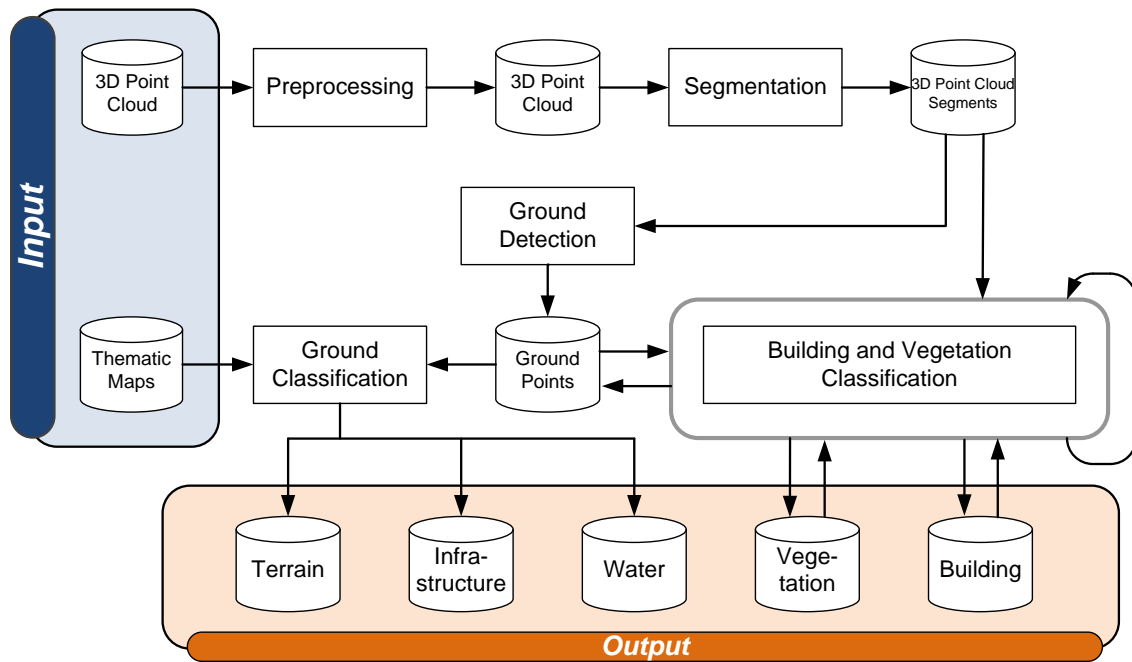 Input
3D Point
Cloud
Preprocessing
3D Point
Cloud
Segmentation
3D Point Cloud
Segments
Ground
Detection
Thematic
Maps
Ground
Classification
Ground
Points
Building and Vegetation
Classification
Terrain
Infra-
structure
Water
Vege-
tation
Building
Output